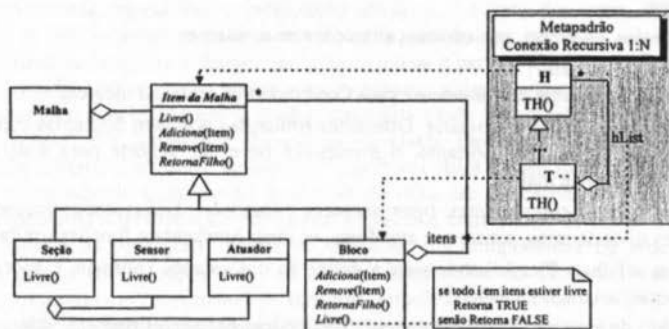 Metapadrão
Conexão Recursiva 1:N
H
*
TH()
hList
...
T
TH()
Malha
Item da Malha
*
Livre()
Adiciona(Item)
Remove(Item)
RetornaFilho()
Seção
Livre()
Sensor
Livre()
Atuador
Livre()
Bloco
items
Adiciona(Item)
Remove(Item)
RetornaFilho()
Livre()
se todo I em items estiver livre
Retorna TRUE
senão Retorna FALSE